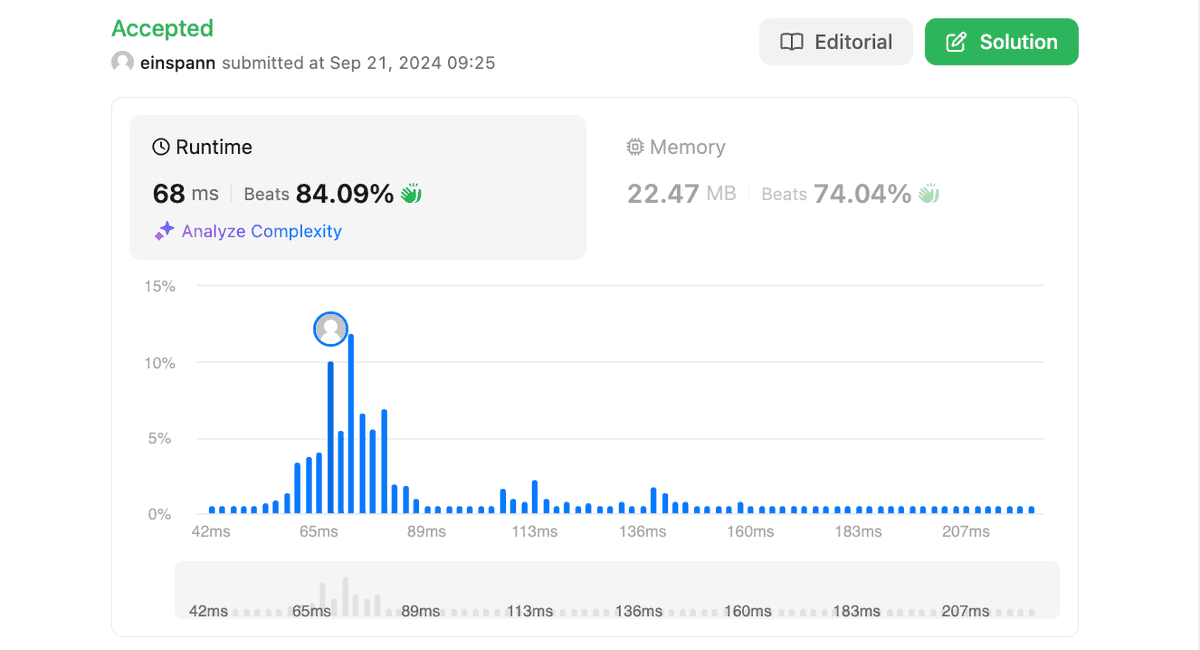 Accepted
einspann submitted at Sep 21, 2024 09:25
Editorial
Solution
Runtime
68 ms Beats 84.09%
Analyze Complexity
Memory
22.47 MB Beats 74.04%
15%
10%
5%
0%
42ms 65ms 89ms 113ms 136ms 160ms 183ms 207ms
42ms 65ms 89ms 113ms 136ms 160ms 183ms 207ms